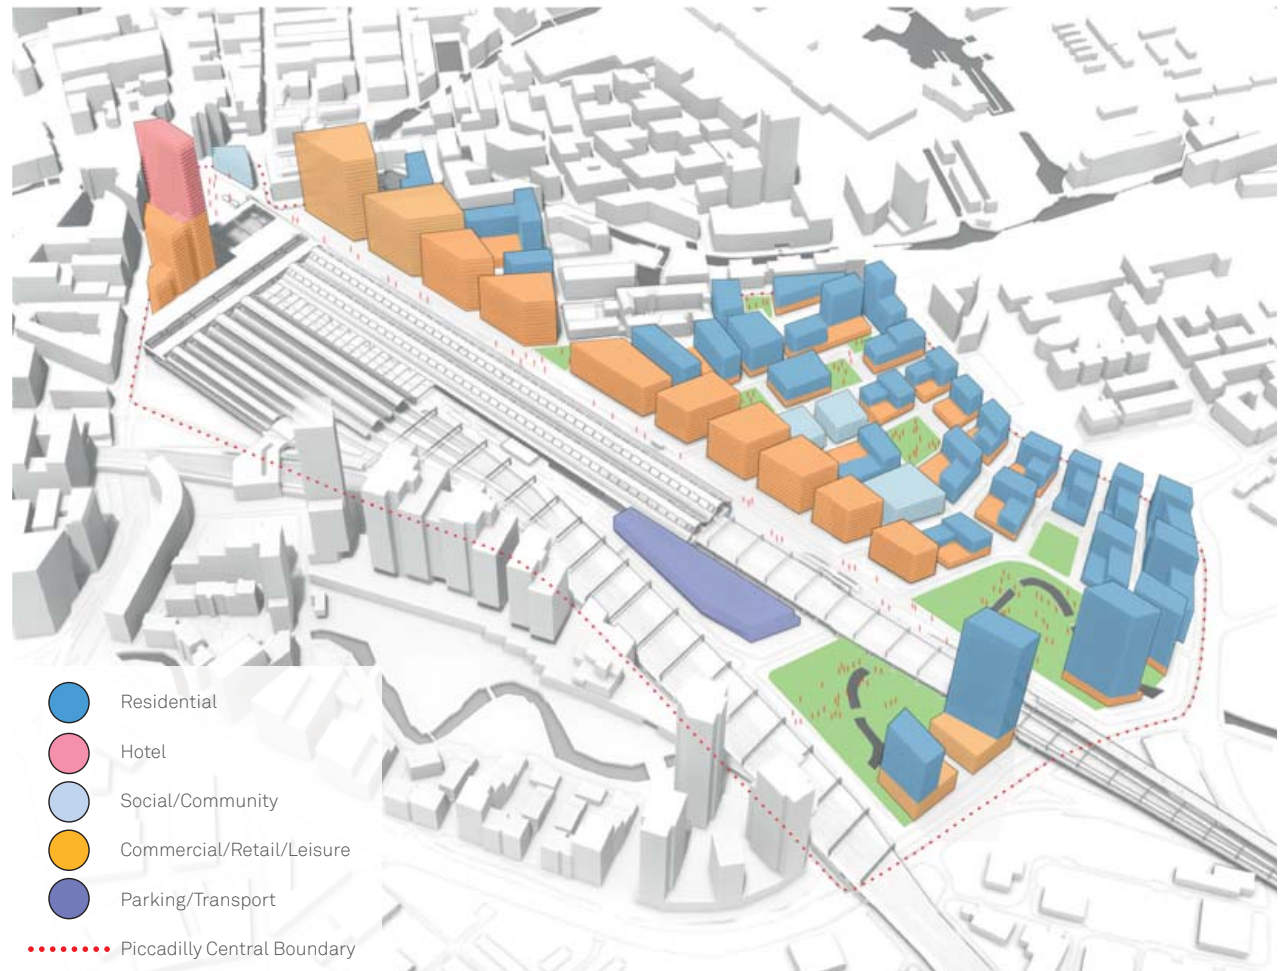 Residential
Hotel
Social/Community
Commercial/Retail/Leisure
Parking/Transport
Piccadilly Central Boundary